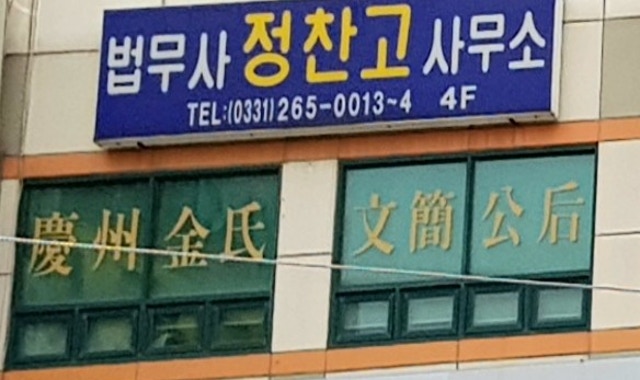 법무사 정찬고 사무소
TEL:(0331)265-0013~4 4F
慶州金氏 文簡公后